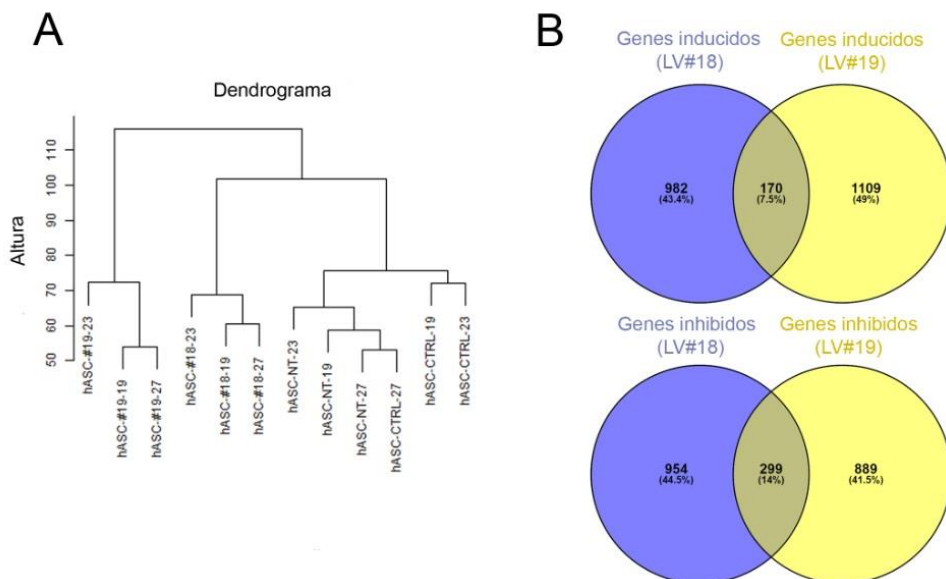 A
Dendrograma
Altura
110
100
90
80
70
60
50
hASC-#19-23
hASC-#19-19
hASC-#19-27
hASC-#18-23
hASC-#18-19
hASC-#18-27
hASC-NT-23
hASC-NT-19
hASC-NT-27
hASC-CTRL-27
hASC-CTRL-19
hASC-CTRL-23
B
Genes inducidos
(LV#18)
Genes inducidos
(LV#19)
982
(43.4%)
170
(7.5%)
1109
(49%)
Genes inhibidos
(LV#18)
Genes inhibidos
(LV#19)
954
(44.5%)
299
(14%)
889
(41.5%)